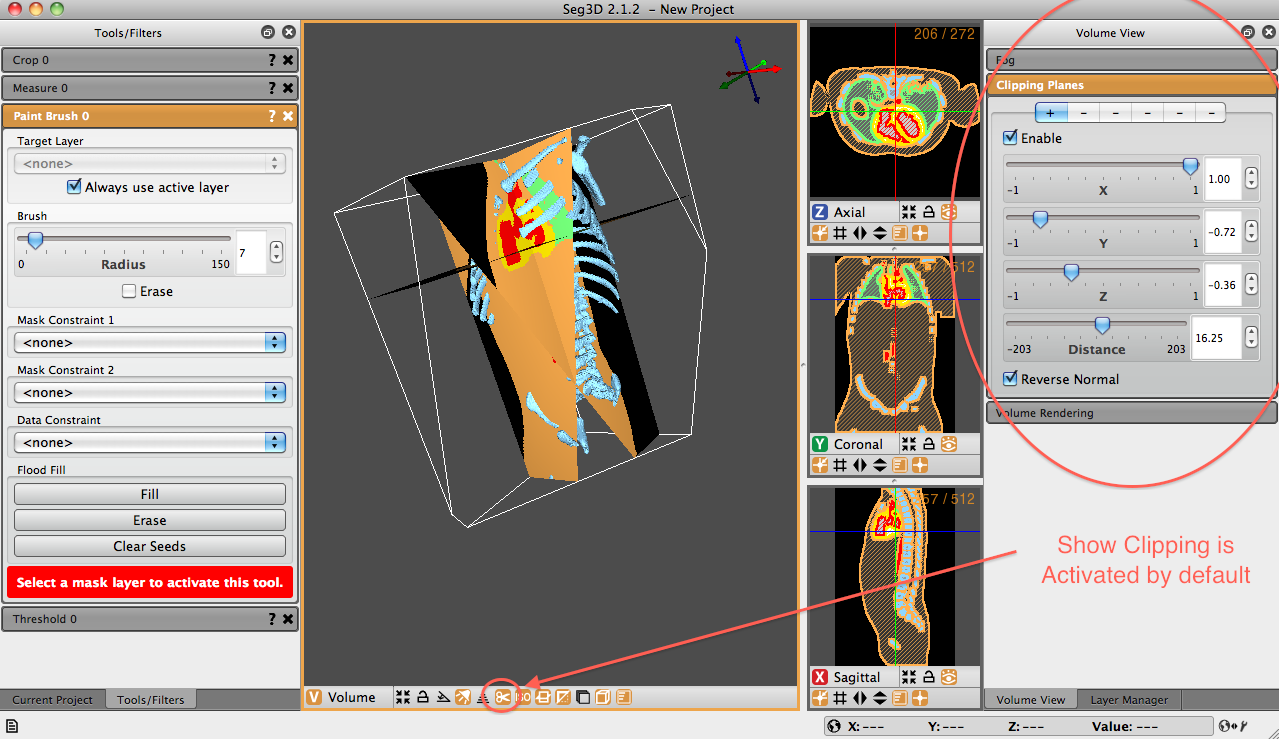 Seg3D 2.1.2 - New Project
Tools/Filters
Crop 0 ?
Measure 0 ?
Paint Brush 0 ?
Target Layer
<none>
Always use active layer
Brush
0 Radius 150 7
Erase
Mask Constraint 1
<none>
Mask Constraint 2
<none>
Data Constraint
<none>
Flood Fill
Fill
Erase
Clear Seeds
Select a mask layer to activate this tool.
Threshold 0 ?
Current Project Tools/Filters
V Volume ISO
206 / 272
Z Axial
257 / 512
Y Coronal
257 / 512
X Sagittal
Volume View
Fog
Clipping Planes
+ - - - - -
Enable
-1 X 1 1.00
-1 Y 1 -0.72
-1 Z 1 -0.36
-203 Distance 203 16.25
Reverse Normal
Volume Rendering
Show Clipping is
Activated by default
Volume View Layer Manager
X: --- Y: --- Z: --- Value: ---